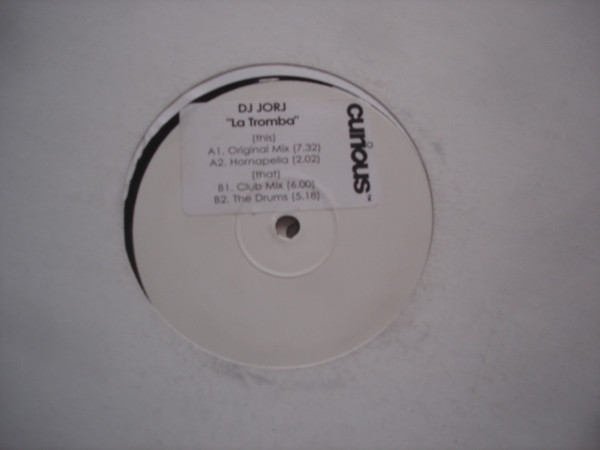 DJ JORJ
"La Tromba"
(this)
A1. Original Mix (7.32)
A2. Hornapella (2.02)
(that)
B1. Club Mix (6.00)
B2. The Drums (5.18)
curious™